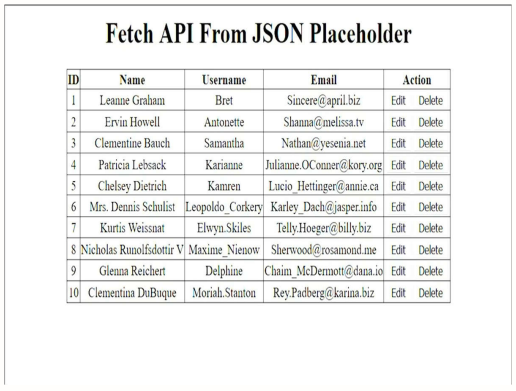 Fetch API From JSON Placeholder
ID Name Username Email Action
1 Leanne Graham Bret Sincere@april.biz Edit Delete
2 Ervin Howell Antonette Shanna@melissa.tv Edit Delete
3 Clementine Bauch Samantha Nathan@yesenia.net Edit Delete
4 Patricia Lebsack Karianne Julianne.OConner@kory.org Edit Delete
5 Chelsey Dietrich Kamren Lucio_Hettinger@annie.ca Edit Delete
6 Mrs. Dennis Schulist Leopoldo_Corkery Karley_Dach@jasper.info Edit Delete
7 Kurtis Weissnat Elwyn.Skiles Telly.Hoeger@billy.biz Edit Delete
8 Nicholas Runolfsdottir V Maxime_Nienow Sherwood@rosamond.me Edit Delete
9 Glenna Reichert Delphine Chaim_McDermott@dana.io Edit Delete
10 Clementina DuBuque Moriah.Stanton Rey.Padberg@karina.biz Edit Delete